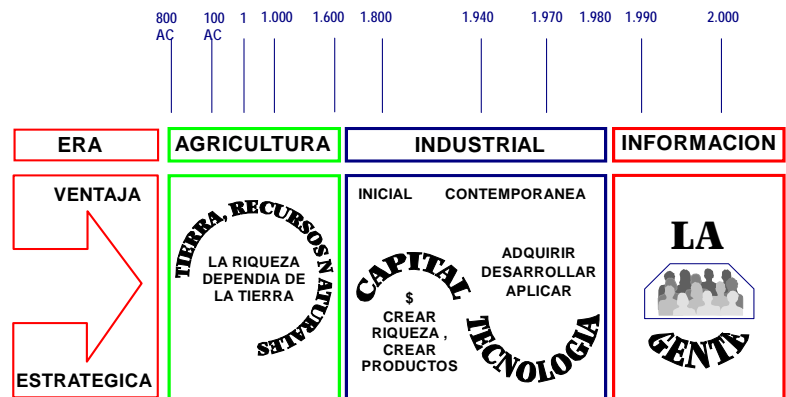 800 AC
100 AC
1
1.000
1.600
1.800
1.940
1.970
1.980
1.990
2.000
ERA
AGRICULTURA
INDUSTRIAL
INFORMACION
VENTAJA
ESTRATEGICA
TIERRA, RECURSOS N ATURALES
LA RIQUEZA
DEPENDIA DE
LA TIERRA
INICIAL
CONTEMPORANEA
CAPITAL
$
CREAR
RIQUEZA ,
CREAR
PRODUCTOS
ADQUIRIR
DESARROLLAR
APLICAR
TECNOLOGIA
LA
GENTE